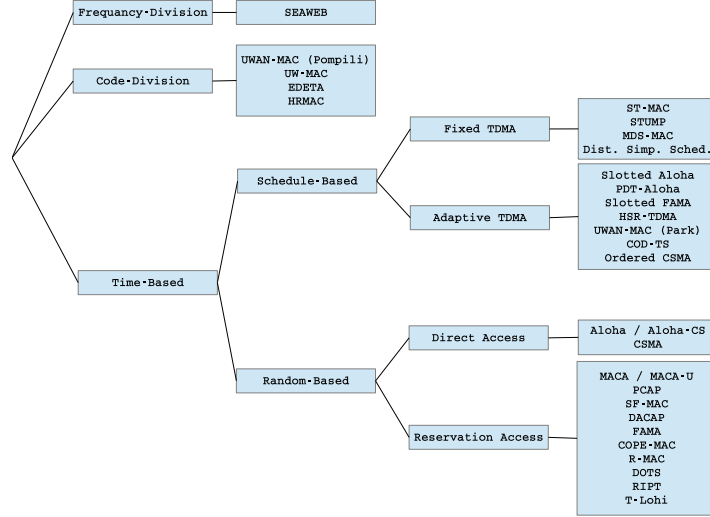 Frequancy-Division
SEAWEB
Code-Division
UWAN-MAC (Pompili)
UW-MAC
EDETA
HRMAC
Time-Based
Schedule-Based
Fixed TDMA
ST-MAC
STUMP
MDS-MAC
Dist. Simp. Sched.
Adaptive TDMA
Slotted Aloha
PDT-Aloha
Slotted FAMA
HSR-TDMA
UWAN-MAC (Park)
COD-TS
Ordered CSMA
Random-Based
Direct Access
Aloha / Aloha-CS
CSMA
Reservation Access
MACA / MACA-U
PCAP
SF-MAC
DACAP
FAMA
COPE-MAC
R-MAC
DOTS
RIPT
T-Lohi